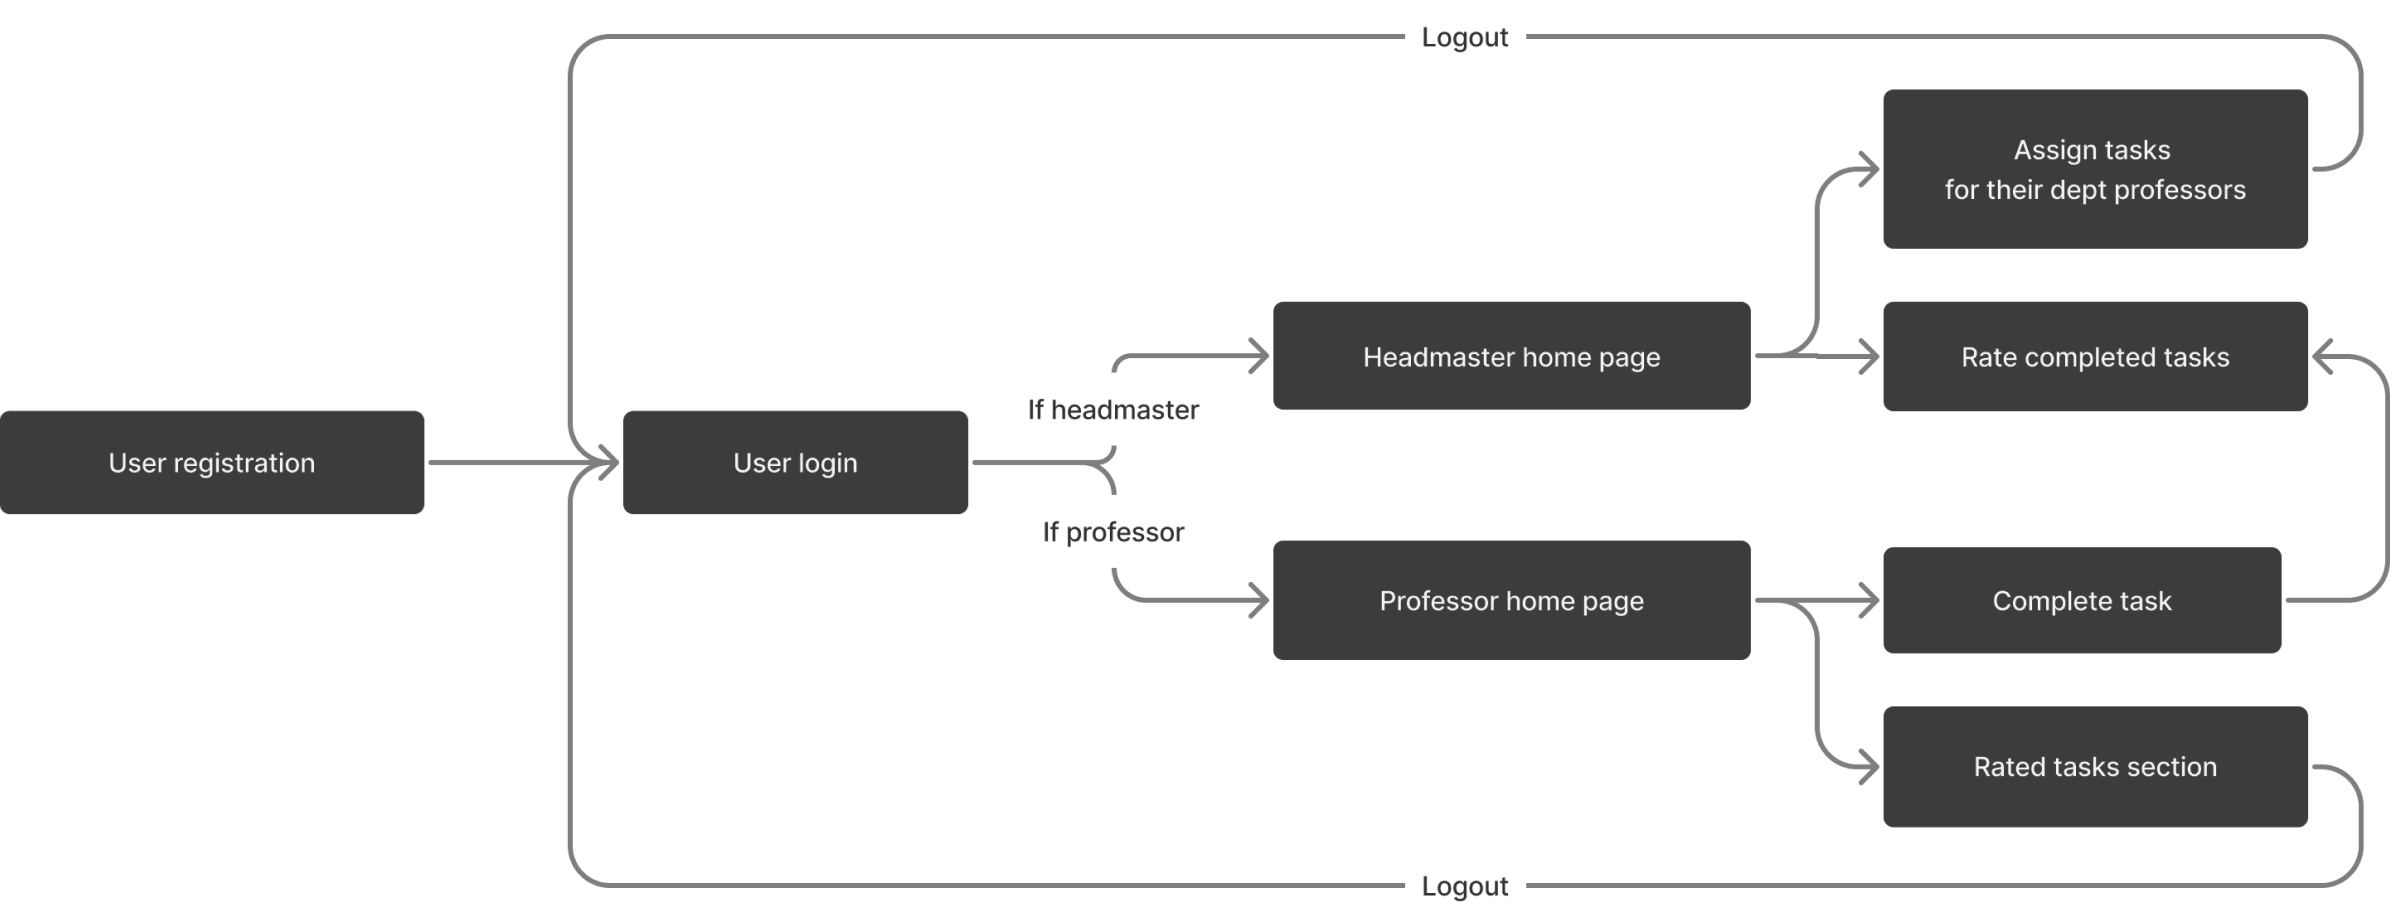 Logout
Assign tasks
for their dept professors
Headmaster home page
Rate completed tasks
If headmaster
User registration
User login
If professor
Professor home page
Complete task
Rated tasks section
Logout